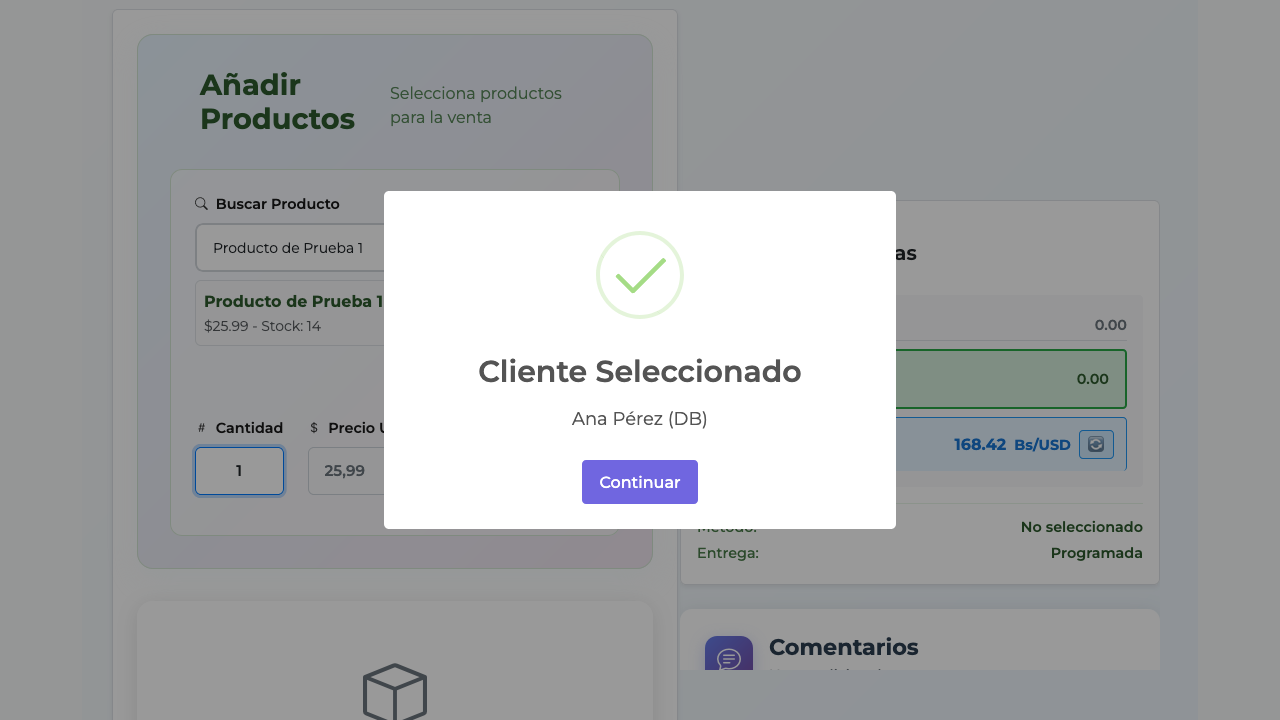 Añadir
Productos
Selecciona productos
para la venta
Buscar Producto
Producto de Prueba 1
Producto de Prueba 1
$25.99 - Stock: 14
# Cantidad
$ Precio
1
25,99
Cliente Seleccionado
Ana Pérez (DB)
Continuar
as
0.00
0.00
168.42 Bs/USD
Método:
No seleccionado
Entrega:
Programada
Comentarios